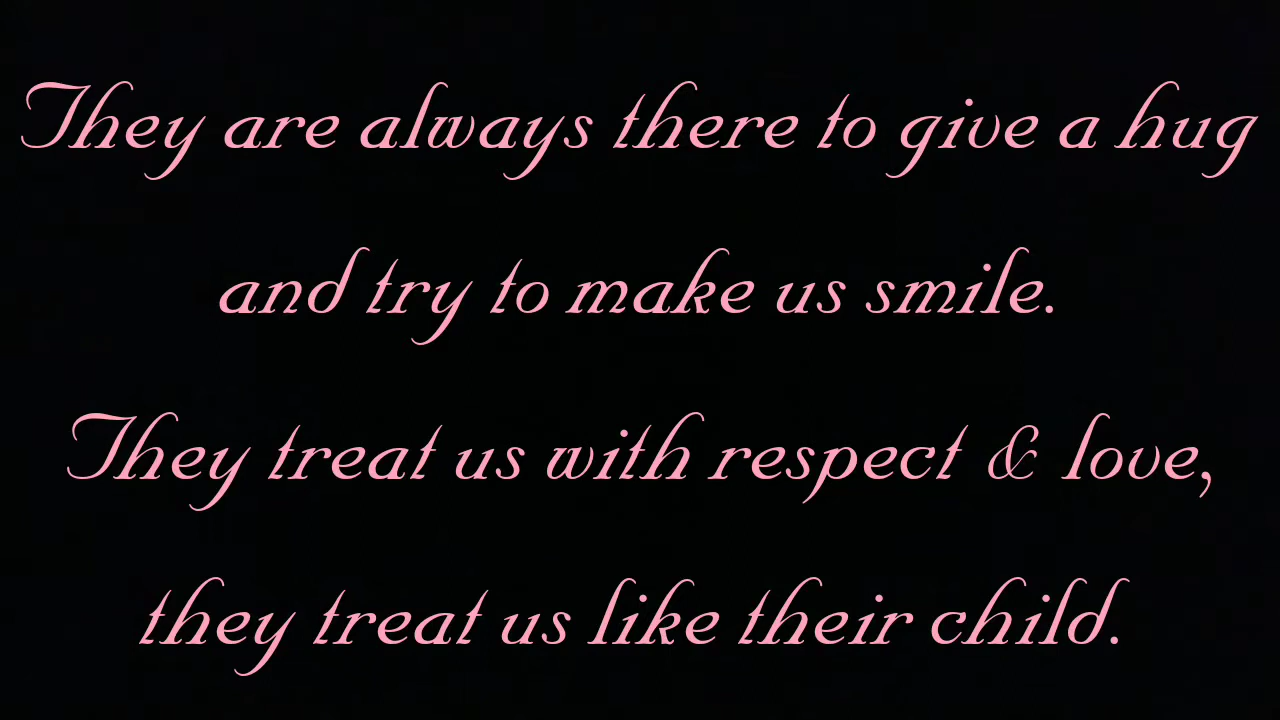 They are always there to give a hug
and try to make us smile.
They treat us with respect & love,
they treat us like their child.